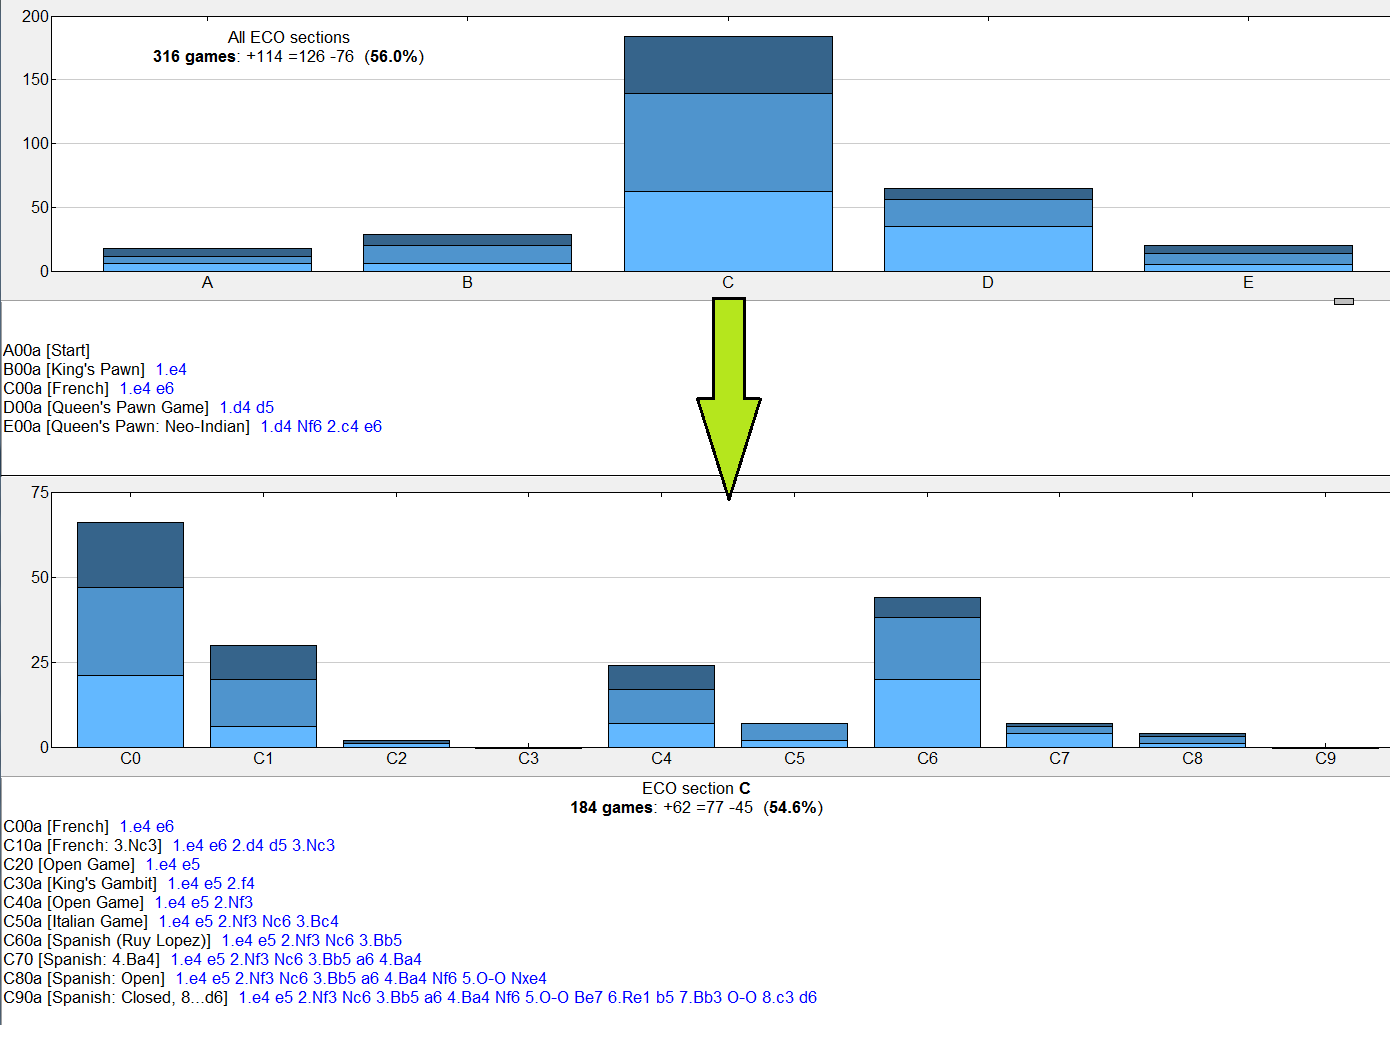 200
All ECO sections
316 games: +114 =126 -76 (56.0%)
150
100
50
0
A B C D E
A00a [Start]
B00a [King's Pawn] 1.e4
C00a [French] 1.e4 e6
D00a [Queen's Pawn Game] 1.d4 d5
E00a [Queen's Pawn: Neo-Indian] 1.d4 Nf6 2.c4 e6
75
50
25
0
C0 C1 C2 C3 C4 C5 C6 C7 C8 C9
ECO section C
184 games: +62 =77 -45 (54.6%)
C00a [French] 1.e4 e6
C10a [French: 3.Nc3] 1.e4 e6 2.d4 d5 3.Nc3
C20 [Open Game] 1.e4 e5
C30a [King's Gambit] 1.e4 e5 2.f4
C40a [Open Game] 1.e4 e5 2.Nf3
C50a [Italian Game] 1.e4 e5 2.Nf3 Nc6 3.Bc4
C60a [Spanish (Ruy Lopez)] 1.e4 e5 2.Nf3 Nc6 3.Bb5
C70 [Spanish: 4.Ba4] 1.e4 e5 2.Nf3 Nc6 3.Bb5 a6 4.Ba4
C80a [Spanish: Open] 1.e4 e5 2.Nf3 Nc6 3.Bb5 a6 4.Ba4 Nf6 5.O-O Nxe4
C90a [Spanish: Closed, 8...d6] 1.e4 e5 2.Nf3 Nc6 3.Bb5 a6 4.Ba4 Nf6 5.O-O Be7 6.Re1 b5 7.Bb3 O-O 8.c3 d6